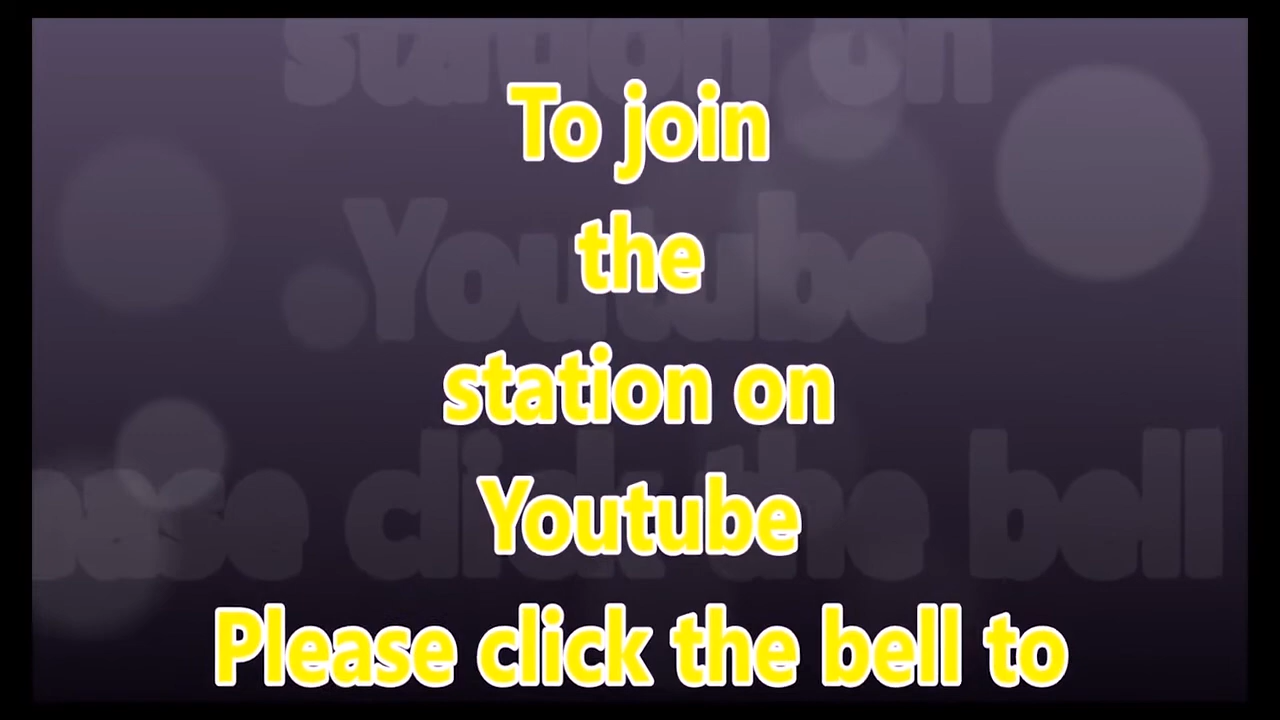 To join
the
station on
Youtube
Please click the bell to